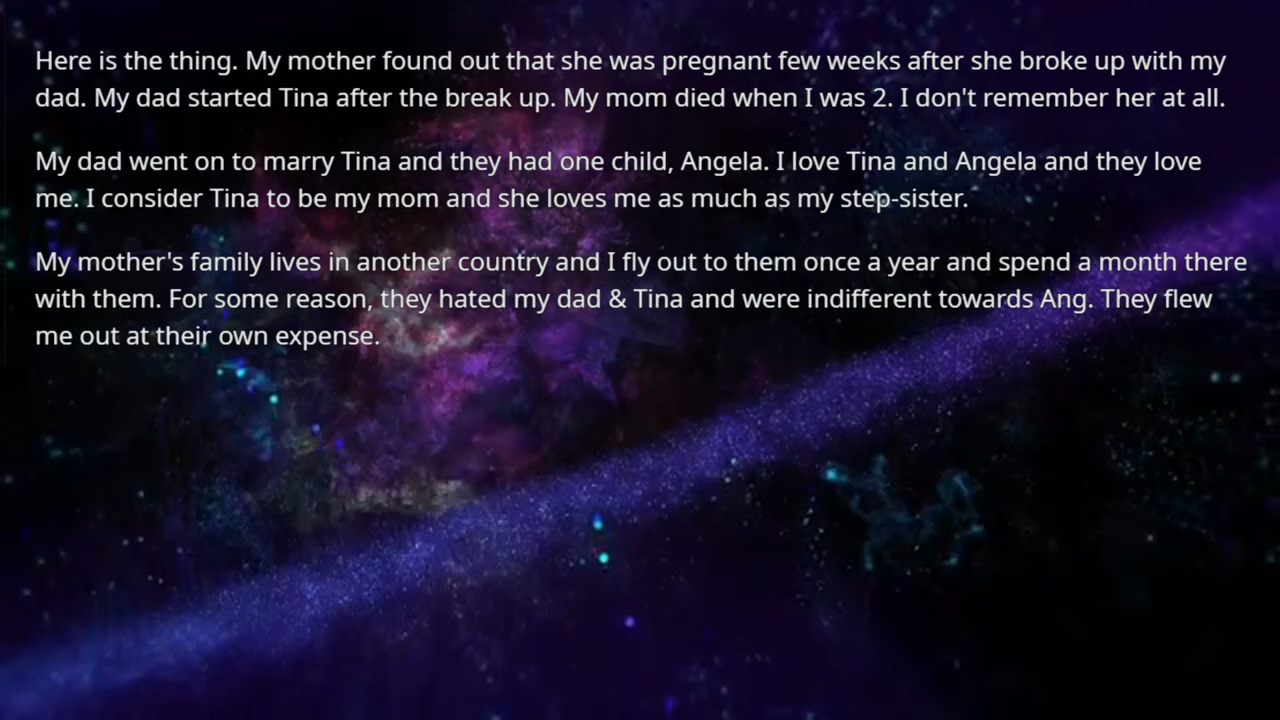 Here is the thing. My mother found out that she was pregnant few weeks after she broke up with my
dad. My dad started Tina after the break up. My mom died when I was 2. I don't remember her at all.
My dad went on to marry Tina and they had one child, Angela. I love Tina and Angela and they love
me. I consider Tina to be my mom and she loves me as much as my step-sister.
My mother's family lives in another country and I fly out to them once a year and spend a month there
with them. For some reason, they hated my dad & Tina and were indifferent towards Ang. They flew
me out at their own expense.